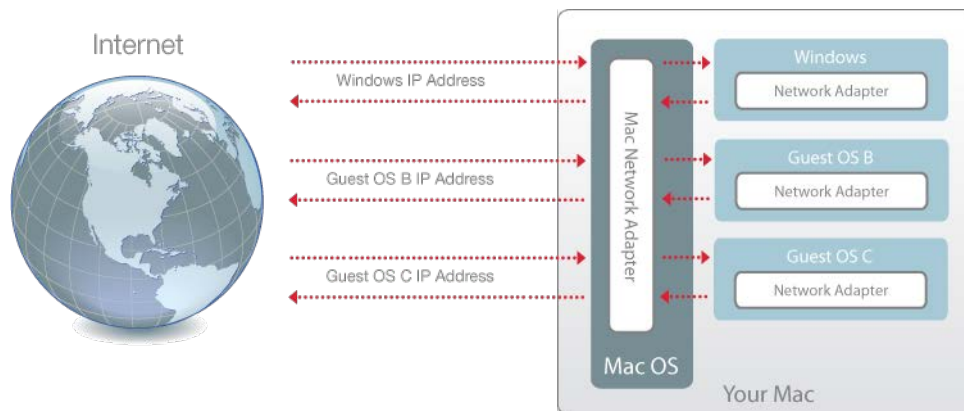 Internet
Windows IP Address
Guest OS B IP Address
Guest OS C IP Address
Mac Network Adapter
Mac OS
Windows
Network Adapter
Guest OS B
Network Adapter
Guest OS C
Network Adapter
Your Mac